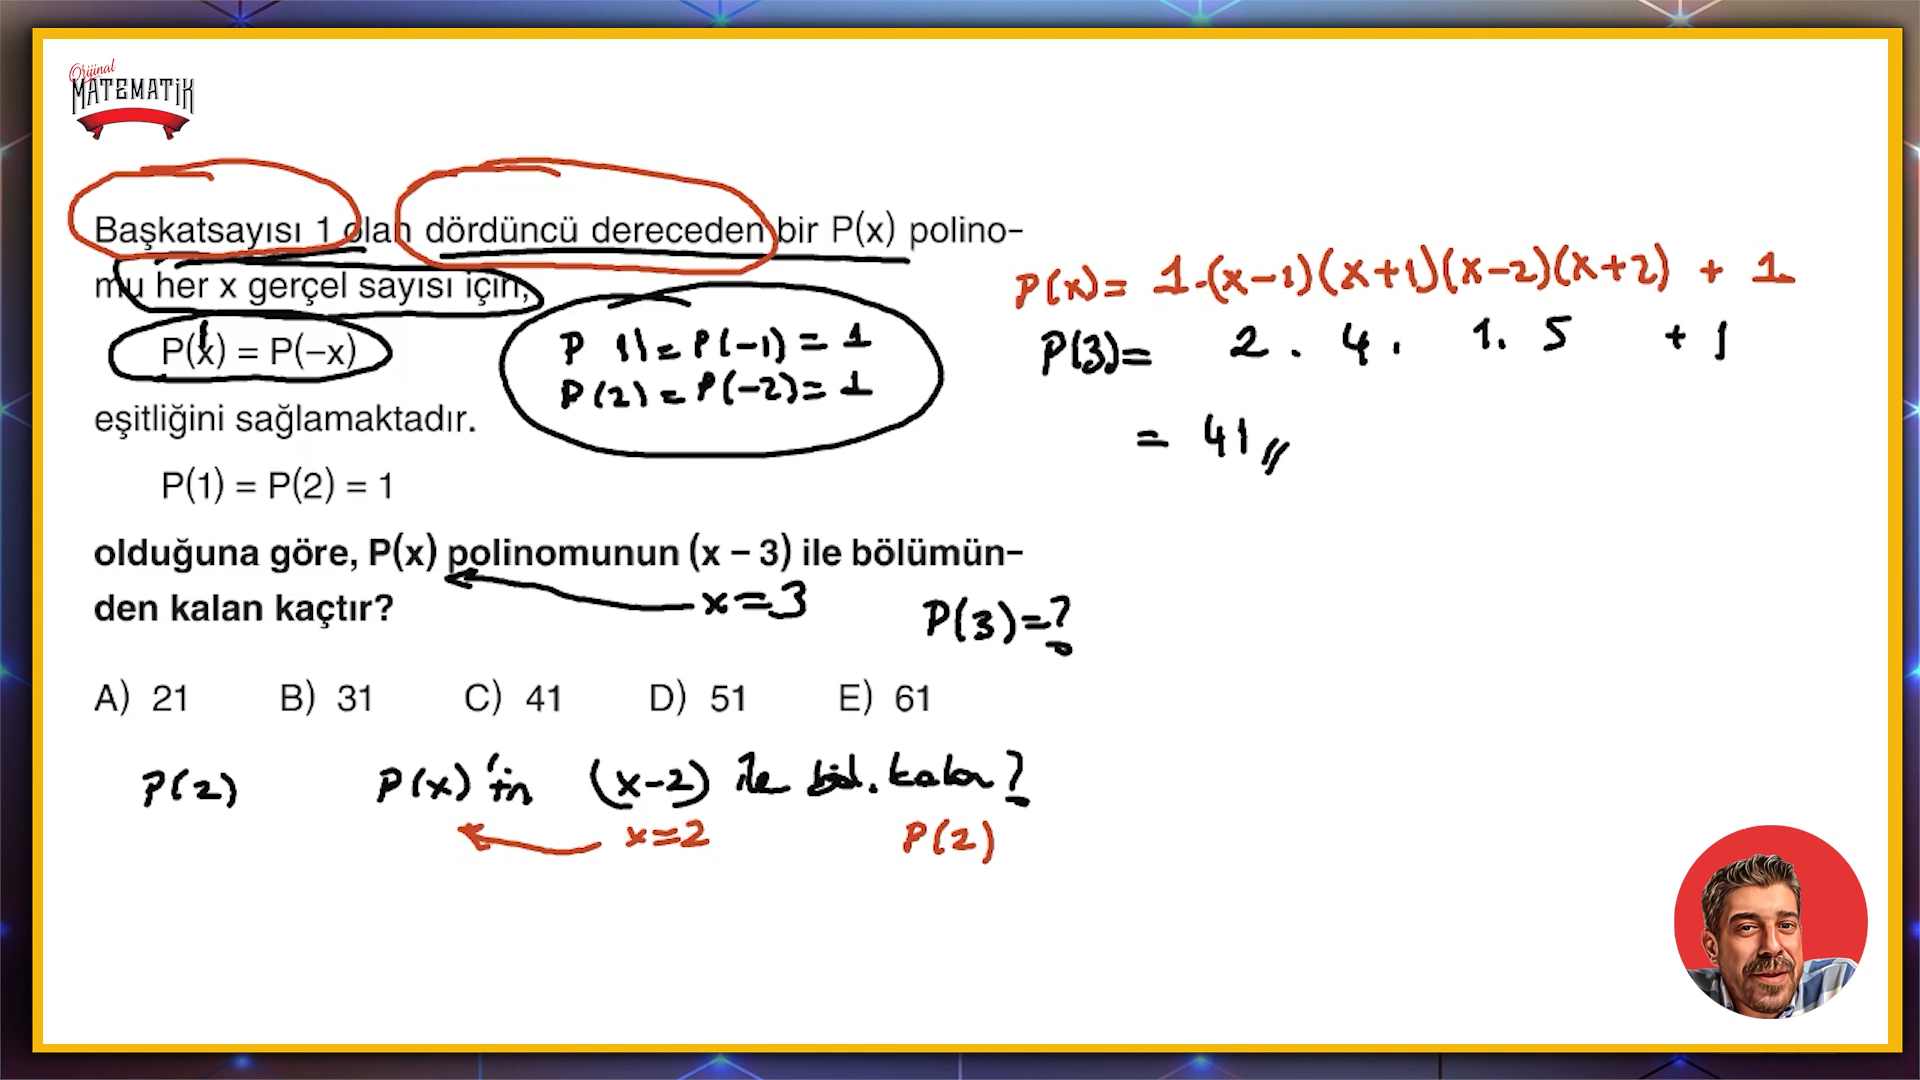 Orijinal
MATEMATİK
Başkatsayısı 1 olan dördüncü dereceden bir P(x) polino-
mu her x gerçel sayısı için,
P(x) = P(−x)
eşitliğini sağlamaktadır.
P(1) = P(2) = 1
olduğuna göre, P(x) polinomunun (x − 3) ile bölümün-
den kalan kaçtır?
A) 21 B) 31 C) 41 D) 51 E) 61
P 1) = P(-1) = 1
P(2) = P(-2) = 1
x=3
P(3)=?
P(2) P(x)'in (x-2) ile böl. kalan?
x=2 P(2)
P(x)= 1.(x-1)(x+1)(x-2)(x+2) + 1
P(3)= 2 . 4 . 1. 5 + 1
= 41